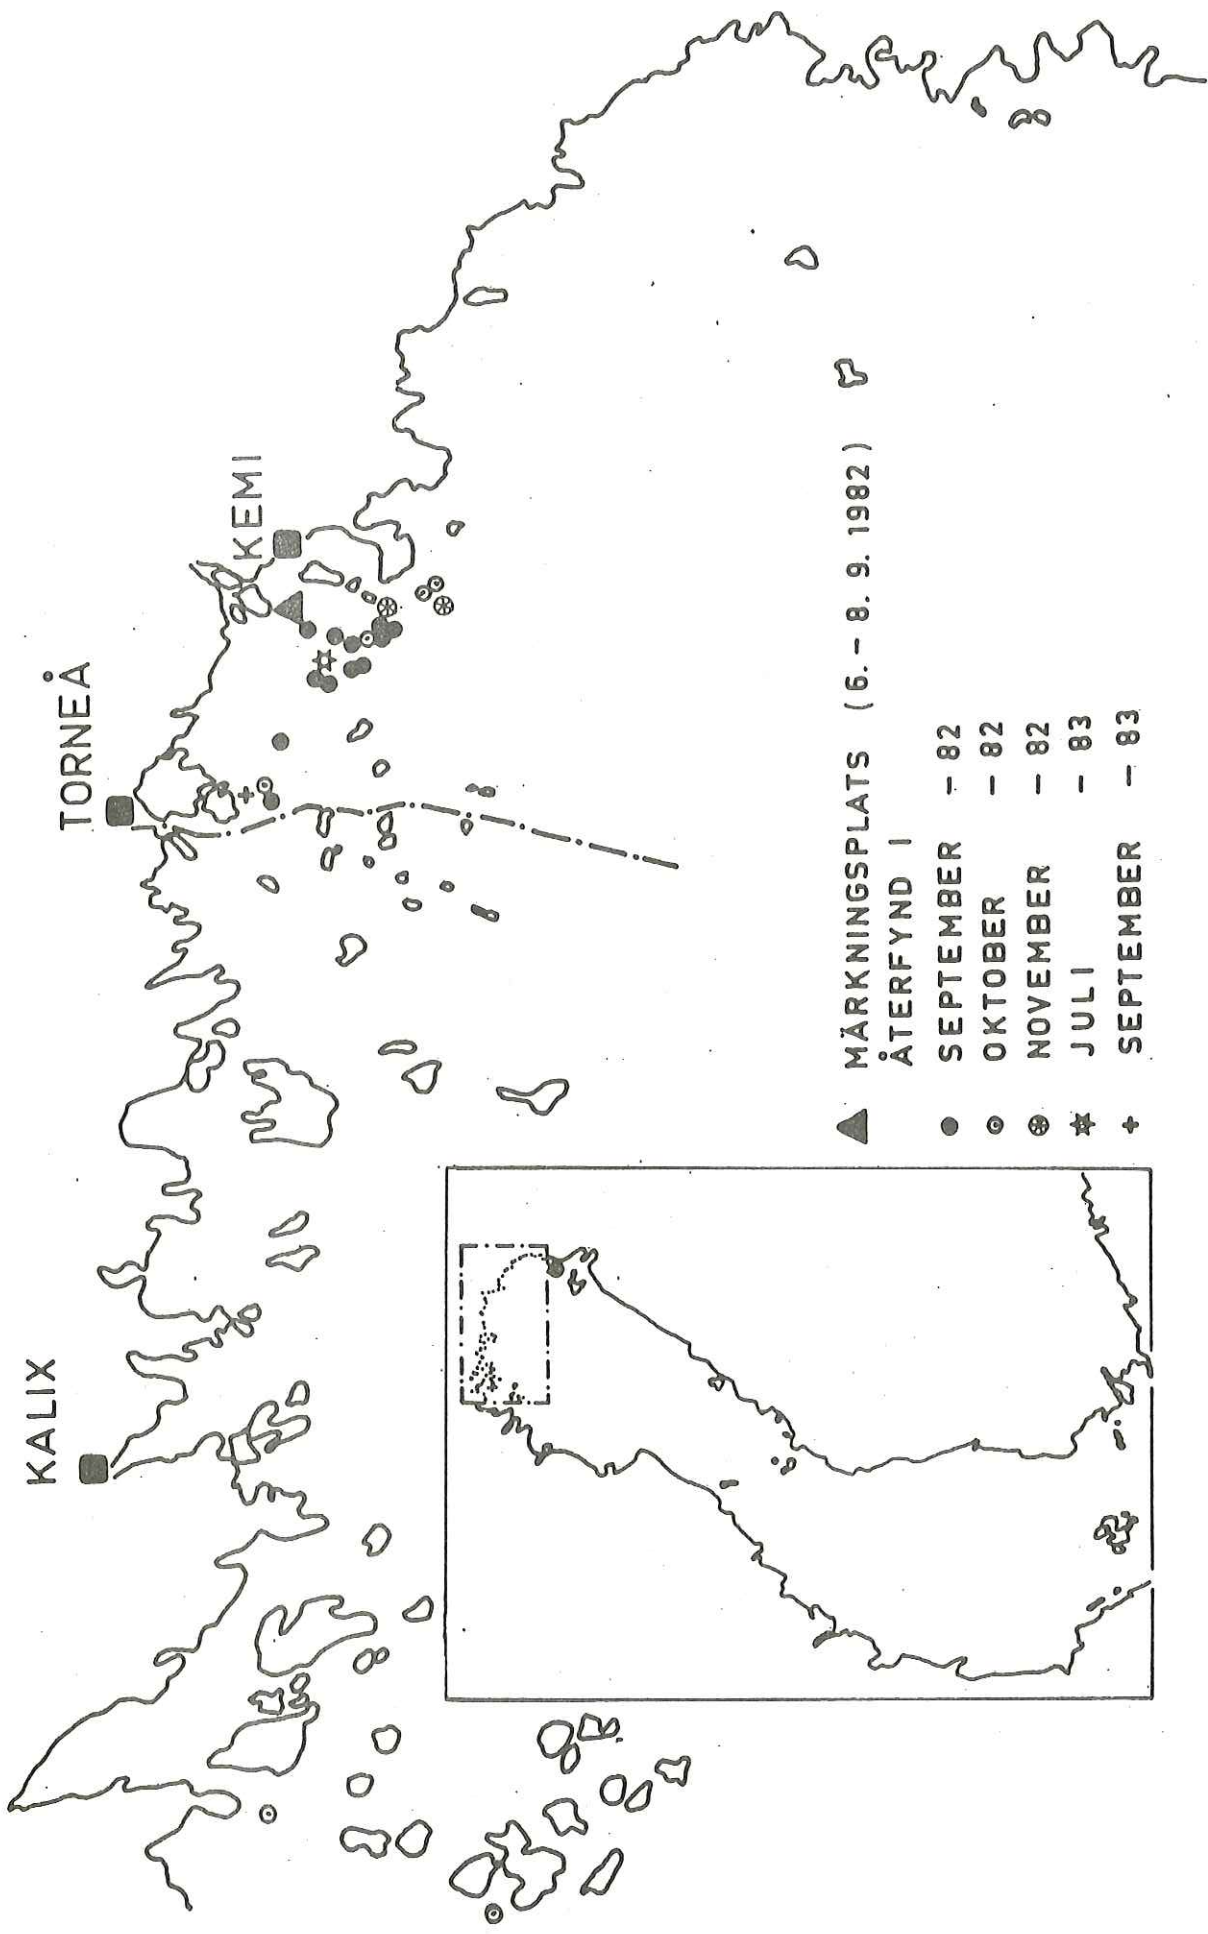 KALIX
TORNEÅ
KEMI
MÄRKNINGSPLATS (6.– 8. 9. 1982)
ÅTERFYND I
SEPTEMBER – 82
OKTOBER – 82
NOVEMBER – 82
JULI – 83
SEPTEMBER – 83